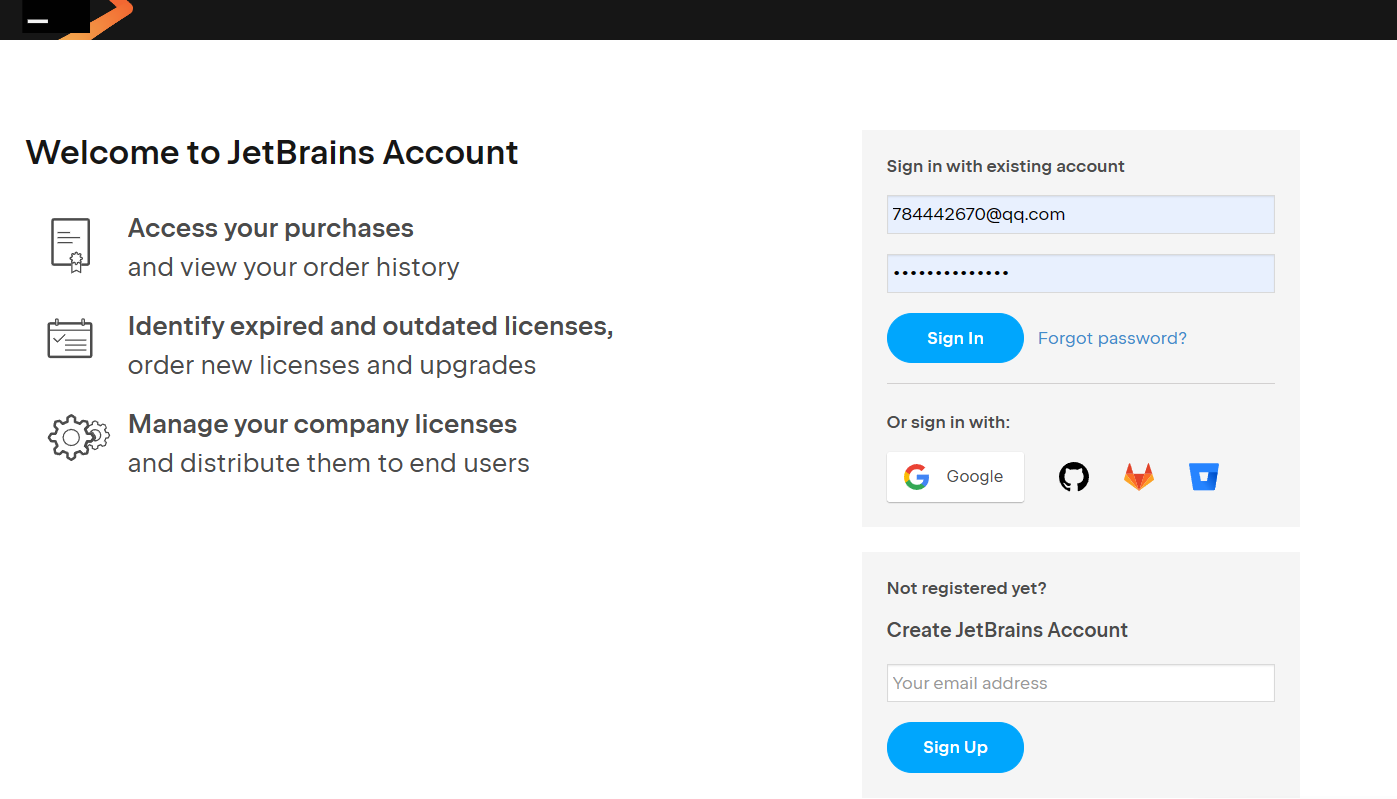 Welcome to JetBrains Account
Access your purchases
and view your order history
Identify expired and outdated licenses,
order new licenses and upgrades
Manage your company licenses
and distribute them to end users
Sign in with existing account
784442670@qq.com
••••••••••••••
Sign In Forgot password?
Or sign in with:
Google
Not registered yet?
Create JetBrains Account
Your email address
Sign Up